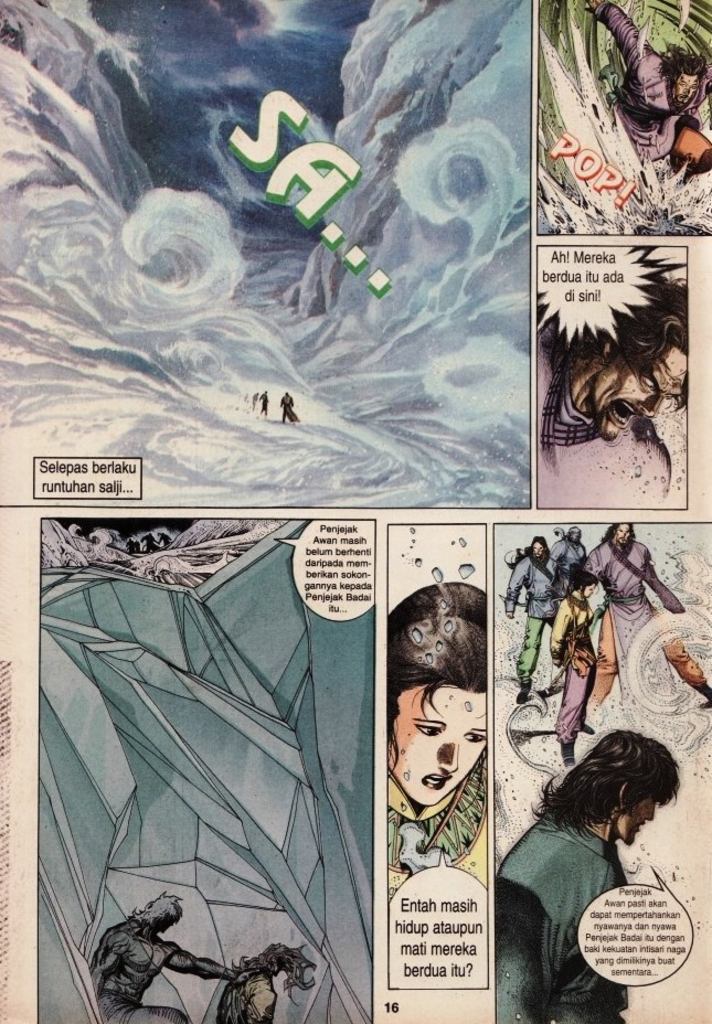 SA...
POP!
Ah! Mereka
berdua itu ada
di sini!
Selepas berlaku
runtuhan salji...
Penjejak
Awan masih
belum berhenti
daripada mem-
berikan sokon-
gannya kepada
Penjejak Badai
itu...
Entah masih
hidup ataupun
mati mereka
berdua itu?
Penjejak
Awan pasti akan
dapat mempertahankan
nyawanya dan nyawa
Penjejak Badai itu dengan
baki kekuatan intisari naga
yang dimilikinya buat
sementara...
16